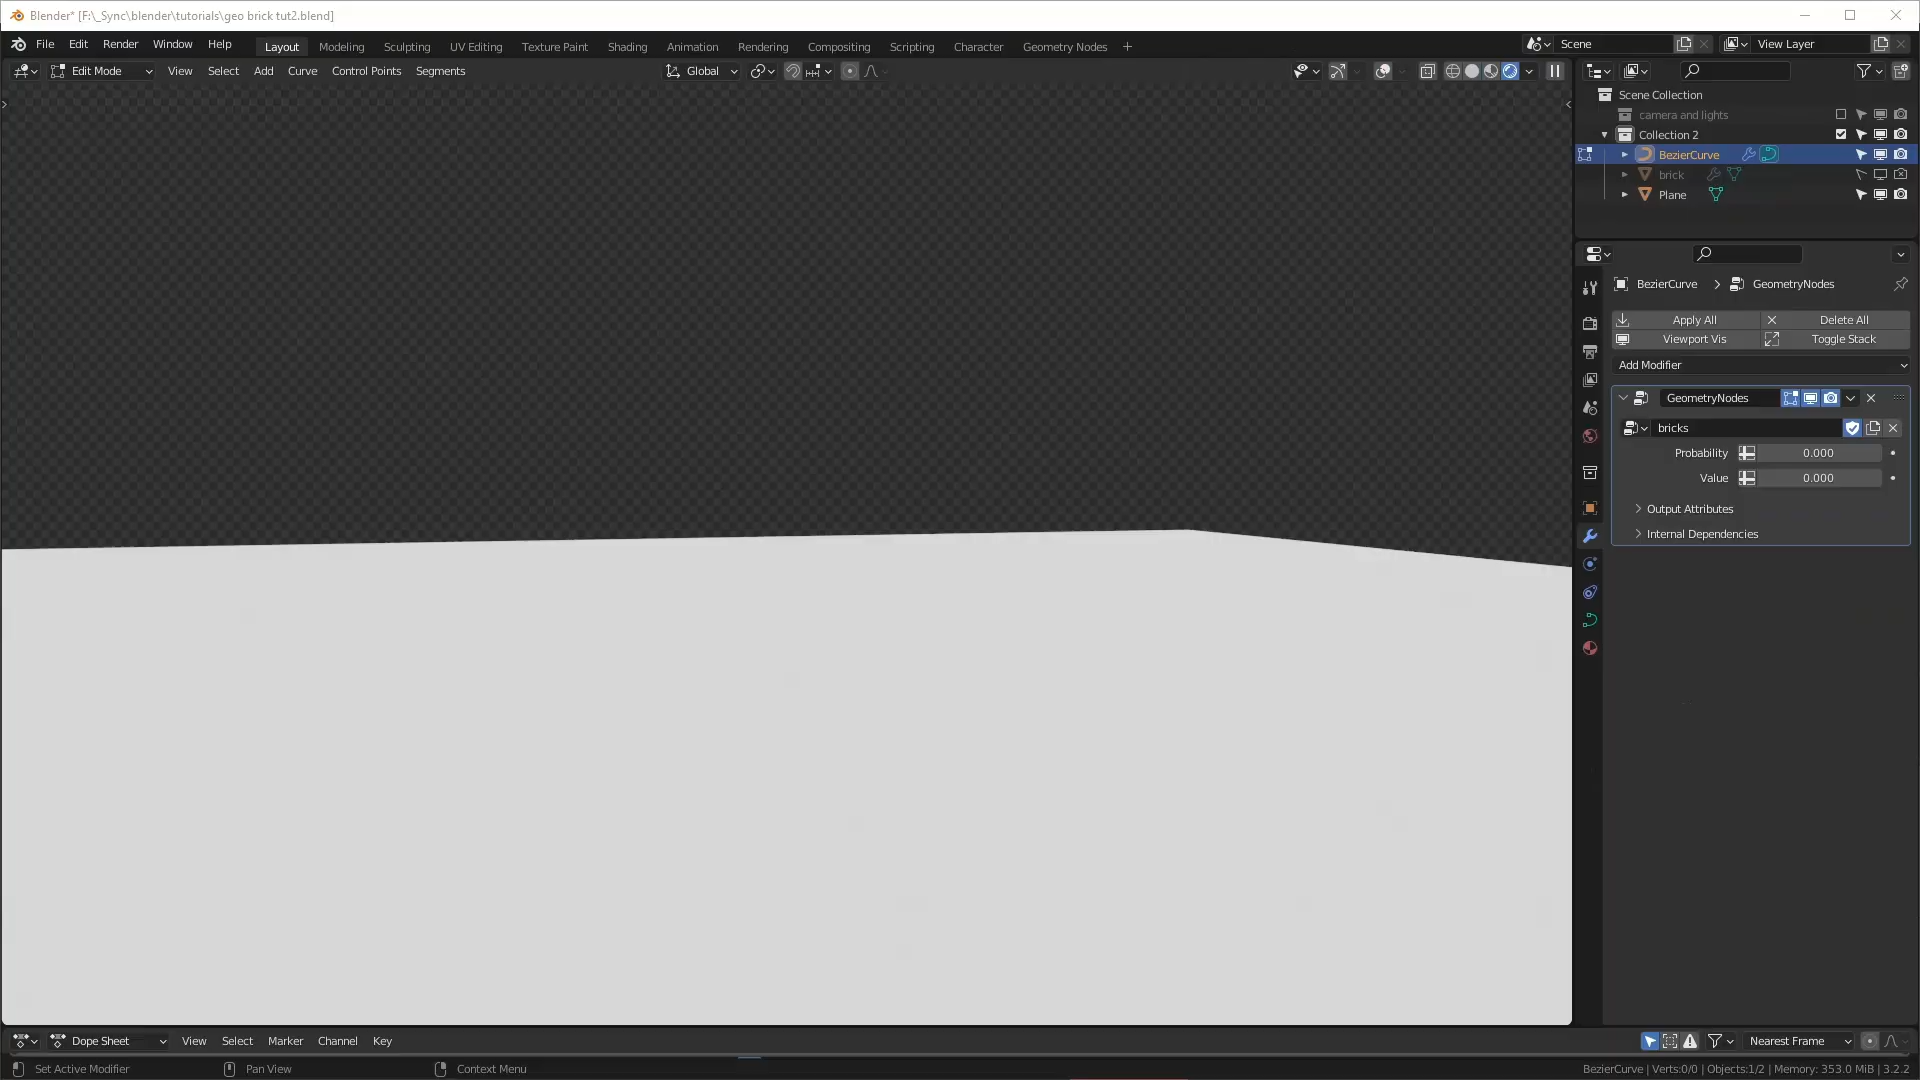 Blender* [F:\_Sync\blender\tutorials\geo brick tut2.blend]
File Edit Render Window Help Layout Modeling Sculpting UV Editing Texture Paint Shading Animation Rendering Compositing Scripting Character Geometry Nodes + Scene View Layer
Edit Mode View Select Add Curve Control Points Segments Global
Scene Collection
camera and lights
Collection 2
BezierCurve
brick
Plane
BezierCurve > GeometryNodes
Apply All Delete All
Viewport Vis Toggle Stack
Add Modifier
GeometryNodes
bricks
Probability 0.000
Value 0.000
Output Attributes
Internal Dependencies
Dope Sheet View Select Marker Channel Key Nearest Frame
Set Active Modifier Pan View Context Menu BezierCurve | Verts:0/0 | Objects:1/2 | Memory: 353.0 MiB | 3.2.2